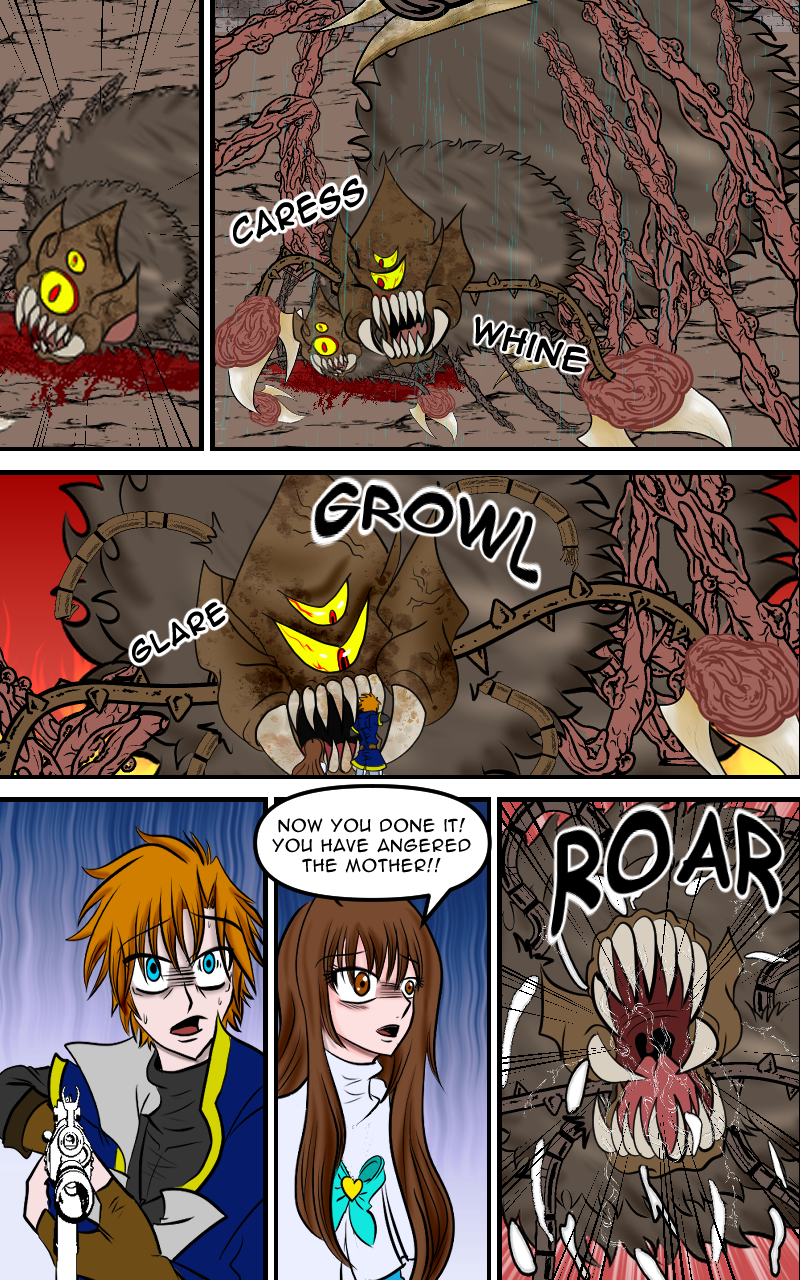 CARESS
WHINE
GROWL
GLARE
NOW YOU DONE IT!
YOU HAVE ANGERED
THE MOTHER!!
ROAR